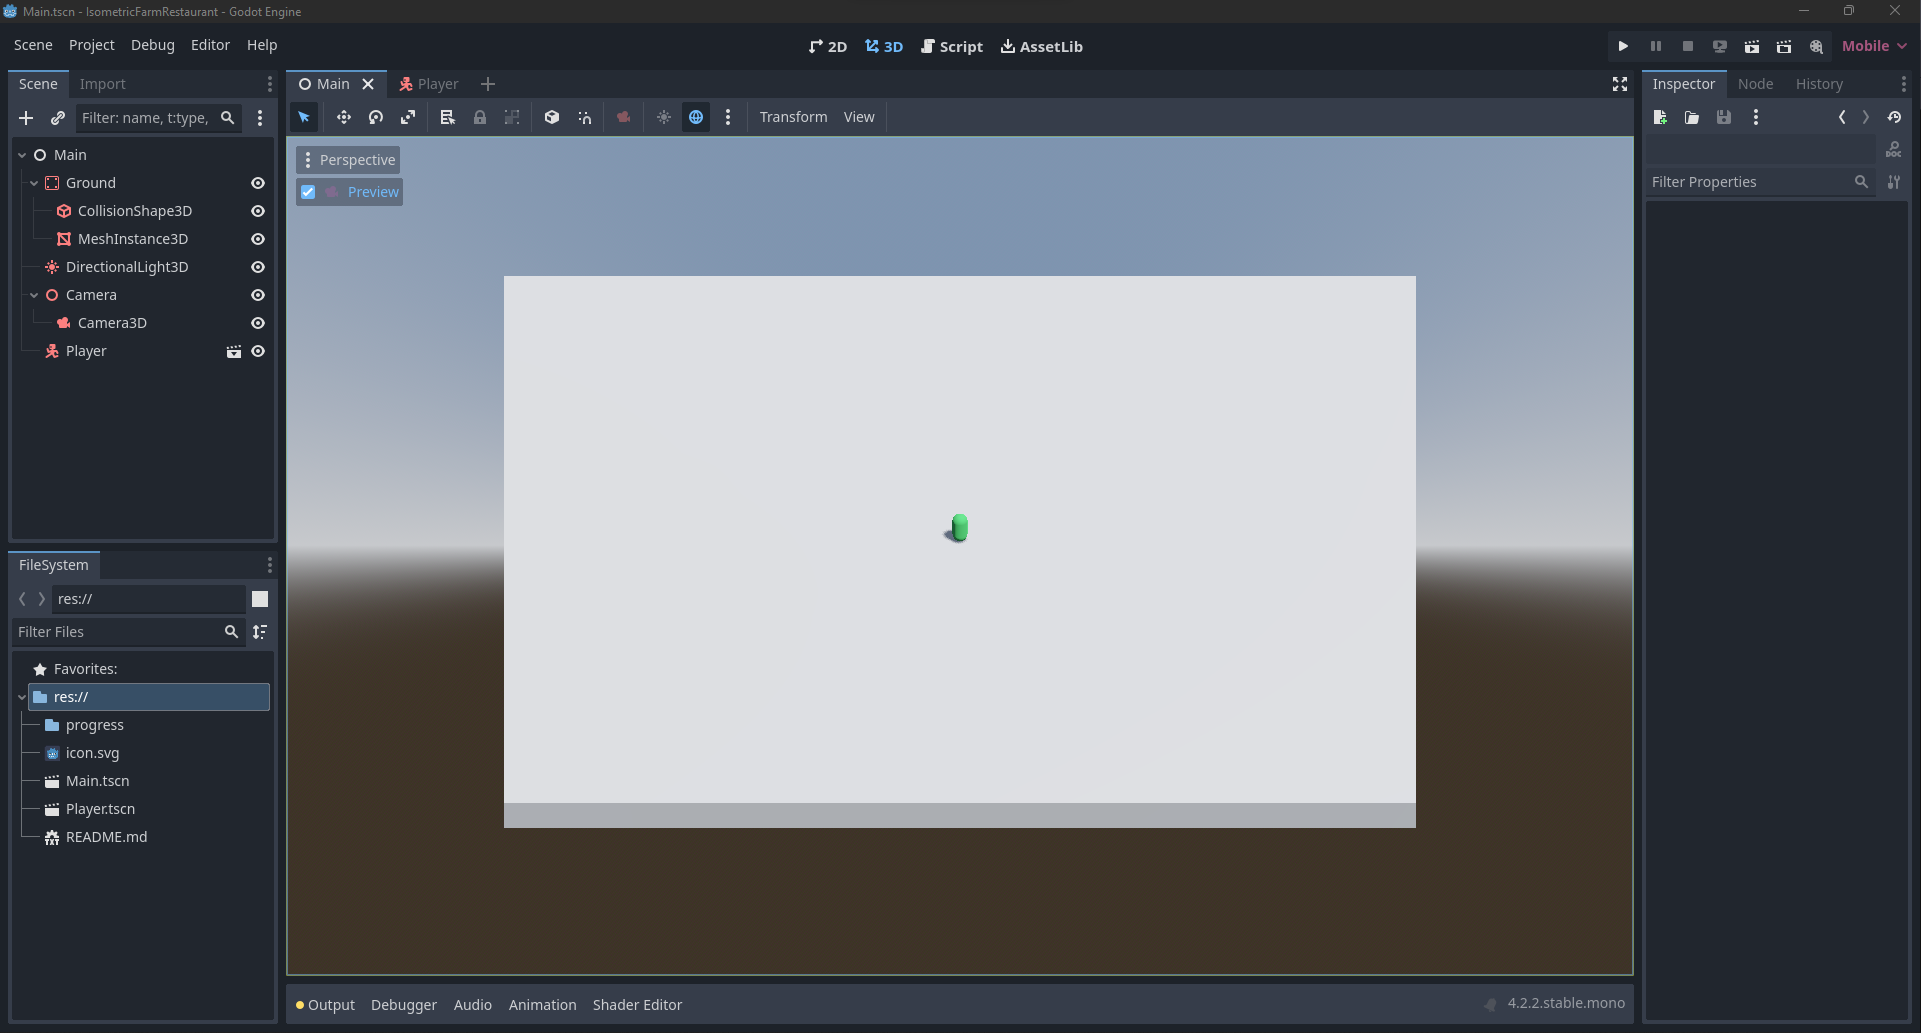 Main.tscn - IsometricFarmRestaurant - Godot Engine
Scene Project Debug Editor Help
2D 3D Script AssetLib
Mobile
Scene Import
Filter: name, t:type,
Main
Ground
CollisionShape3D
MeshInstance3D
DirectionalLight3D
Camera
Camera3D
Player
FileSystem
res://
Filter Files
Favorites:
res://
progress
icon.svg
Main.tscn
Player.tscn
README.md
Main Player
Transform View
Perspective
Preview
Output Debugger Audio Animation Shader Editor
4.2.2.stable.mono
Inspector Node History
DOC
Filter Properties